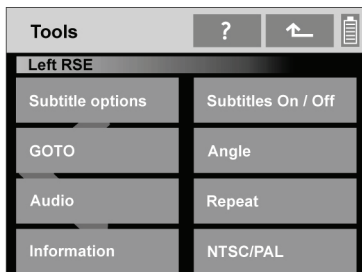 Tools ?
Left RSE
Subtitle options Subtitles On / Off
GOTO Angle
Audio Repeat
Information NTSC/PAL